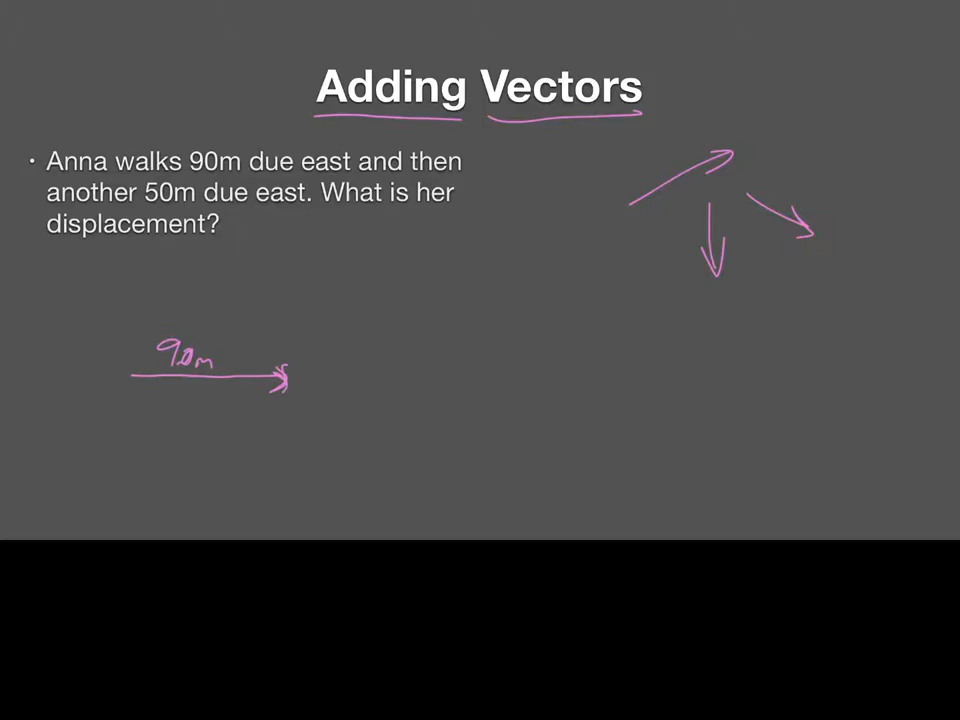 Adding Vectors
• Anna walks 90m due east and then
another 50m due east. What is her
displacement?
90m